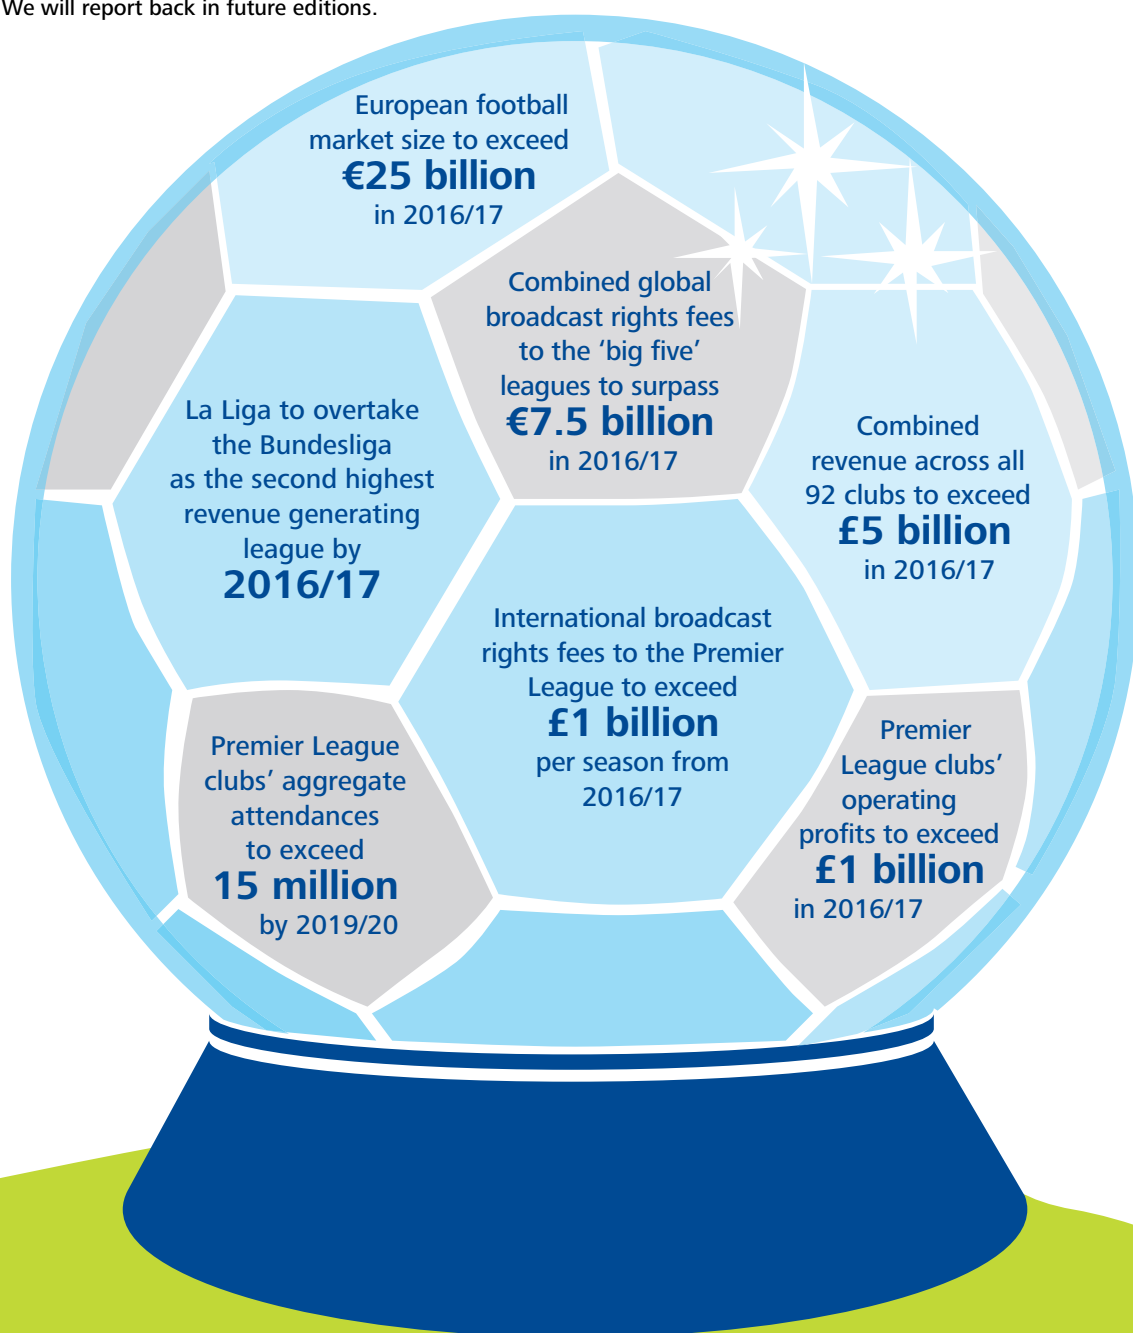 We will report back in future editions.
European football
market size to exceed
€25 billion
in 2016/17
Combined global
broadcast rights fees
to the ‘big five’
leagues to surpass
€7.5 billion
in 2016/17
La Liga to overtake
the Bundesliga
as the second highest
revenue generating
league by
2016/17
Combined
revenue across all
92 clubs to exceed
£5 billion
in 2016/17
International broadcast
rights fees to the Premier
League to exceed
£1 billion
per season from
2016/17
Premier League
clubs’ aggregate
attendances
to exceed
15 million
by 2019/20
Premier
League clubs’
operating
profits to exceed
£1 billion
in 2016/17